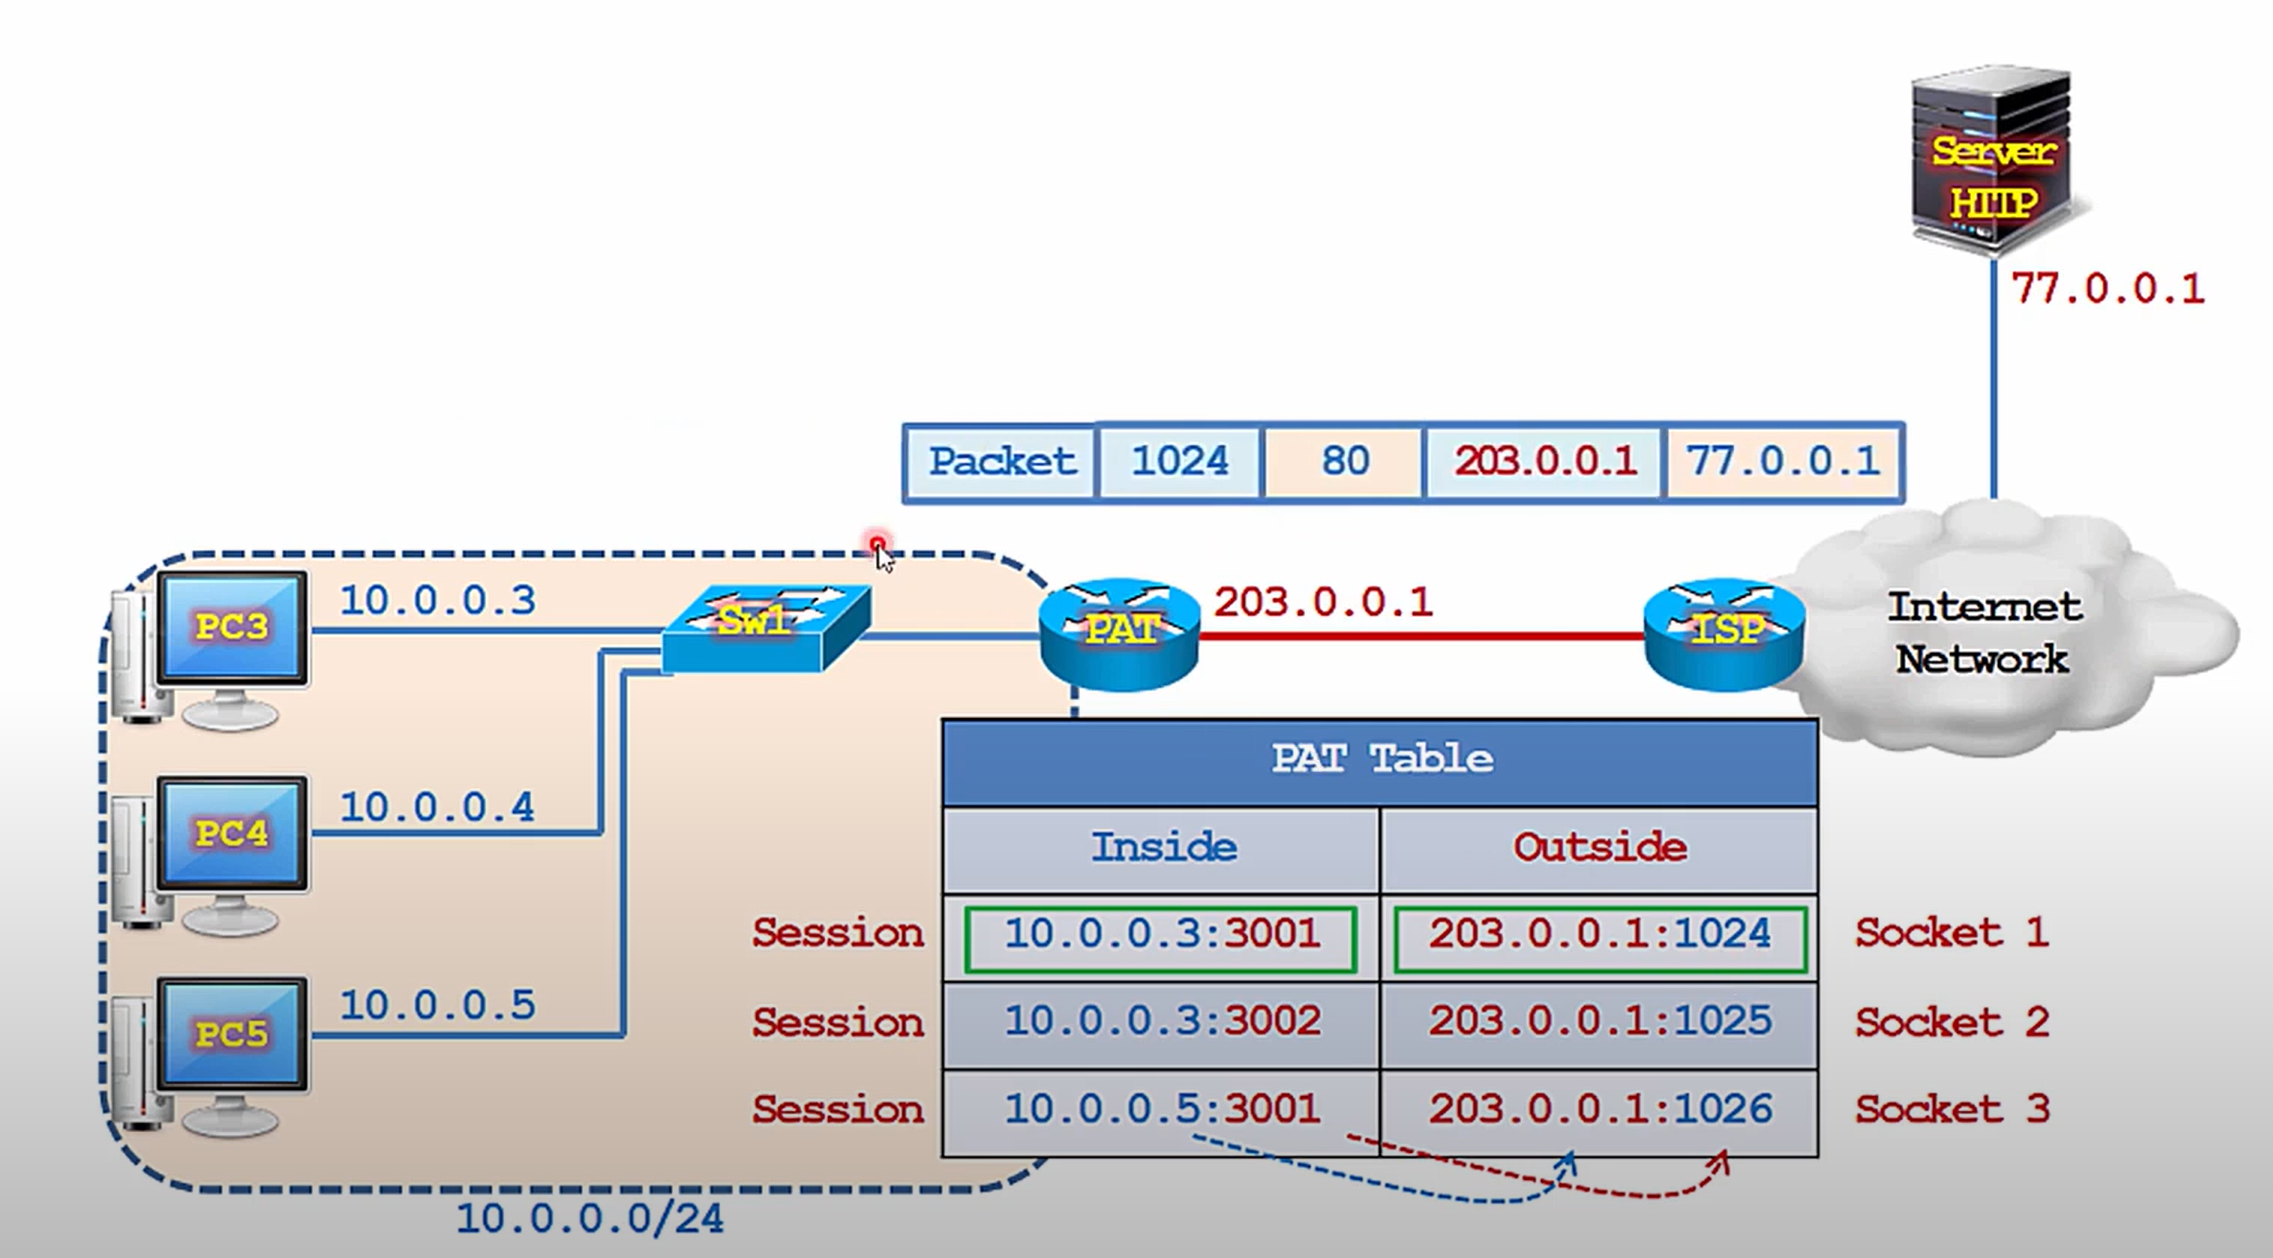 Server
HTTP
77.0.0.1
Packet 1024 80 203.0.0.1 77.0.0.1
PC3
10.0.0.3
Sw1
PAT
203.0.0.1
ISP
Internet
Network
PC4
10.0.0.4
PC5
10.0.0.5
10.0.0.0/24
PAT Table
Inside Outside
Session 10.0.0.3:3001 203.0.0.1:1024 Socket 1
Session 10.0.0.3:3002 203.0.0.1:1025 Socket 2
Session 10.0.0.5:3001 203.0.0.1:1026 Socket 3